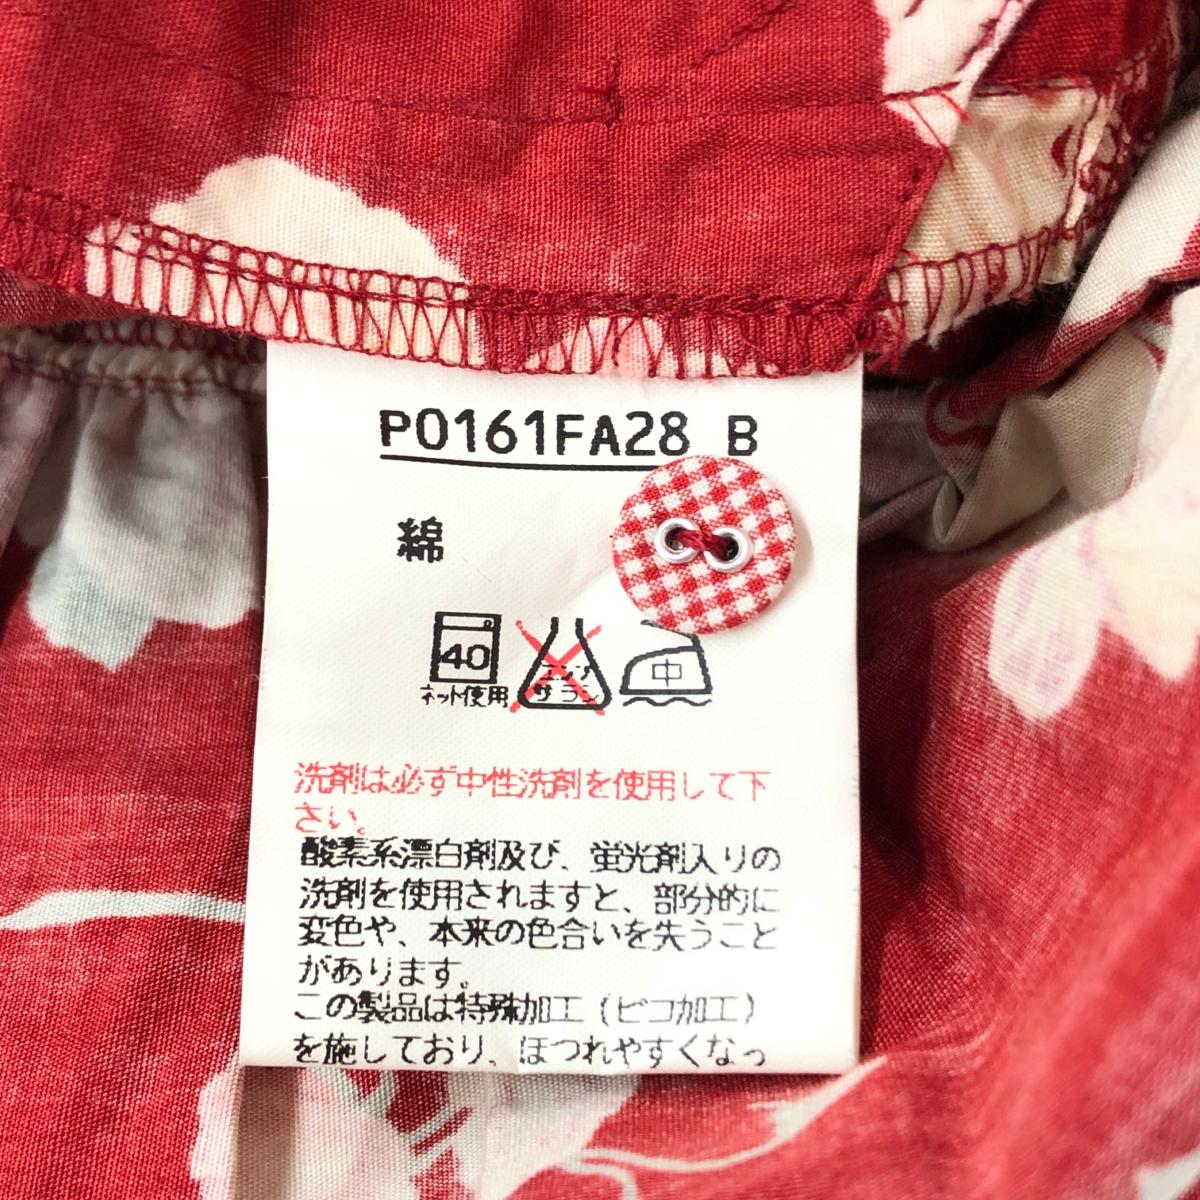 P0161FA28 B
綿
40
中
ネット使用
サラシ
洗剤は必ず中性洗剤を使用して下
さい。
酸素系漂白剤及び、蛍光剤入りの
洗剤を使用されますと、部分的に
変色や、本来の色合いを失うこと
があります。
この製品は特殊加工(ピコ加工)
を施しており、ほつれやすくなっ